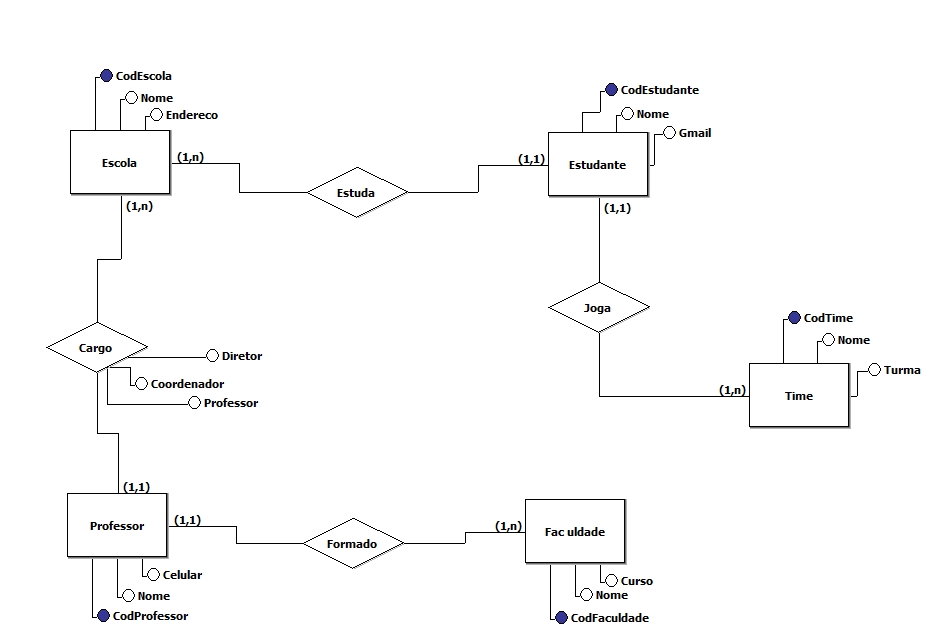 CodEscola
Nome
Endereco
Escola
(1,n)
(1,n)
Estuda
CodEstudante
Nome
Gmail
(1,1)
Estudante
(1,1)
Joga
CodTime
Nome
Turma
(1,n)
Time
Cargo
Diretor
Coordenador
Professor
(1,1)
Professor
(1,1)
Celular
Nome
CodProfessor
Formado
(1,n)
Fac uldade
Curso
Nome
CodFaculdade